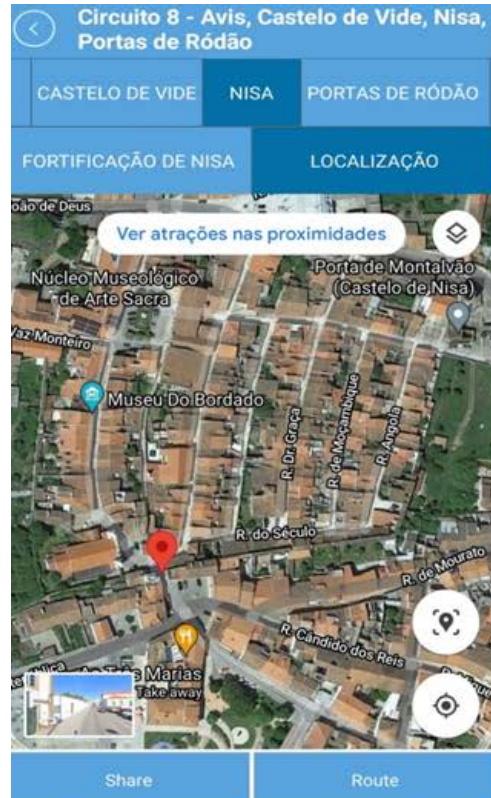 Circuito 8 - Avis, Castelo de Vide, Nisa,
Portas de Ródão
CASTELO DE VIDE
NISA
PORTAS DE RÓDÃO
FORTIFICAÇÃO DE NISA
LOCALIZAÇÃO
oão de Deus
Ver atrações nas proximidades
Núcleo Museológico
de Arte Sacra
Porta de Montalvão
(Castelo de Nisa)
Vaz Monteiro
Museu Do Bordado
R. Dr. Graça
R. de Moçambique
R. Angola
R. do Século
R. de Mourato
R. Cândido dos Reis
Três Marias
Take away
Share
Route